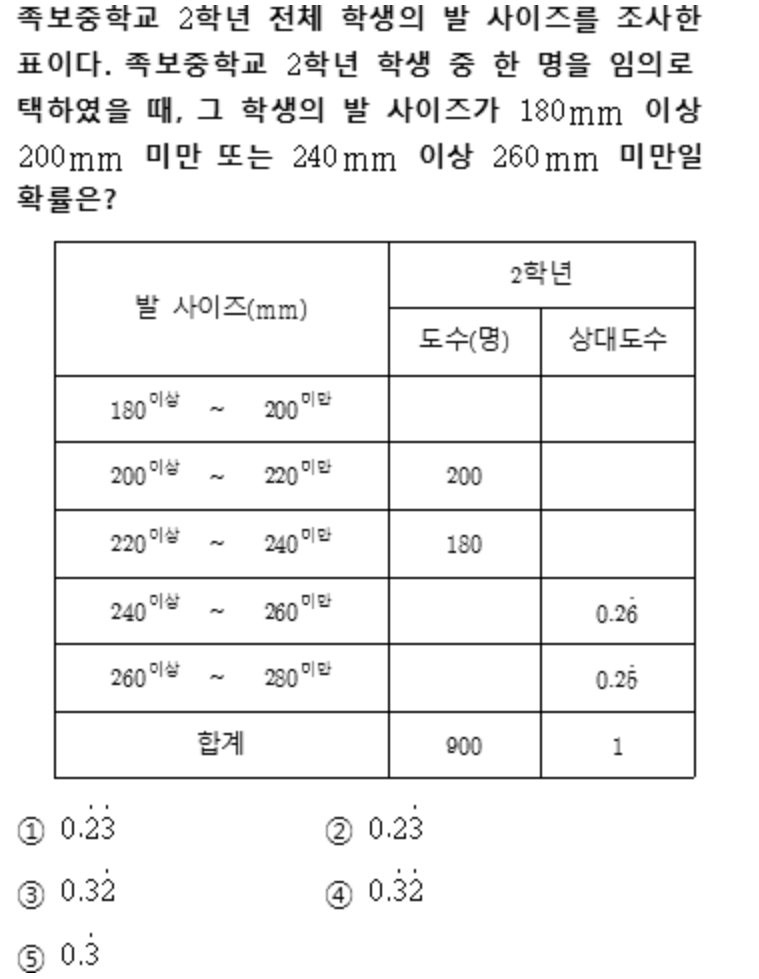 족보중학교 2학년 전체 학생의 발 사이즈를 조사한
표이다. 족보중학교 2학년 학생 중 한 명을 임의로
택하였을 때, 그 학생의 발 사이즈가 180mm 이상
200mm 미만 또는 240mm 이상 260mm 미만일
확률은?
발 사이즈(mm) 2학년
도수(명) 상대도수
180이상 ~ 200미만
200이상 ~ 220미만 200
220이상 ~ 240미만 180
240이상 ~ 260미만 0.26̇
260이상 ~ 280미만 0.25̇
합계 900 1
① 0.2̇3̇ ② 0.23̇
③ 0.32̇ ④ 0.3̇2̇
⑤ 0.3̇